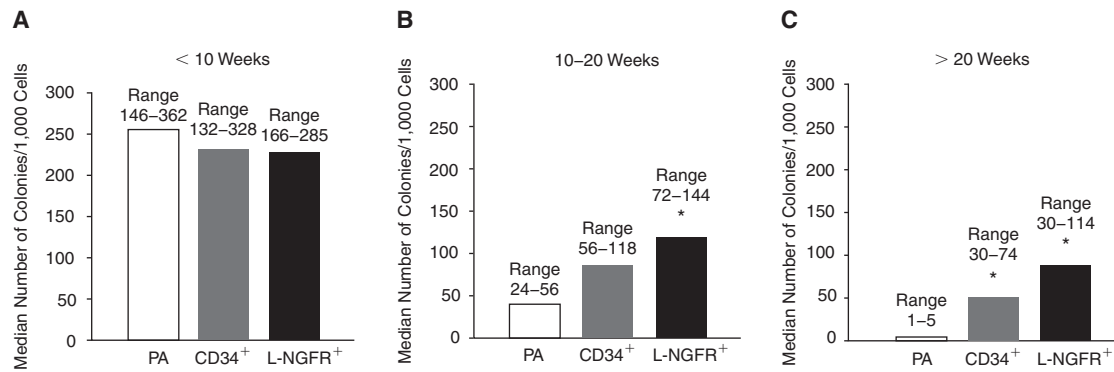 A
< 10 Weeks
Median Number of Colonies/1,000 Cells
300
250
200
150
100
50
0
Range
146–362
Range
132–328
Range
166–285
PA
CD34+
L-NGFR+
B
10–20 Weeks
Median Number of Colonies/1,000 Cells
300
250
200
150
100
50
0
Range
24–56
Range
56–118
Range
72–144
*
PA
CD34+
L-NGFR+
C
> 20 Weeks
Median Number of Colonies/1,000 Cells
300
250
200
150
100
50
0
Range
1–5
Range
30–74
*
Range
30–114
*
PA
CD34+
L-NGFR+